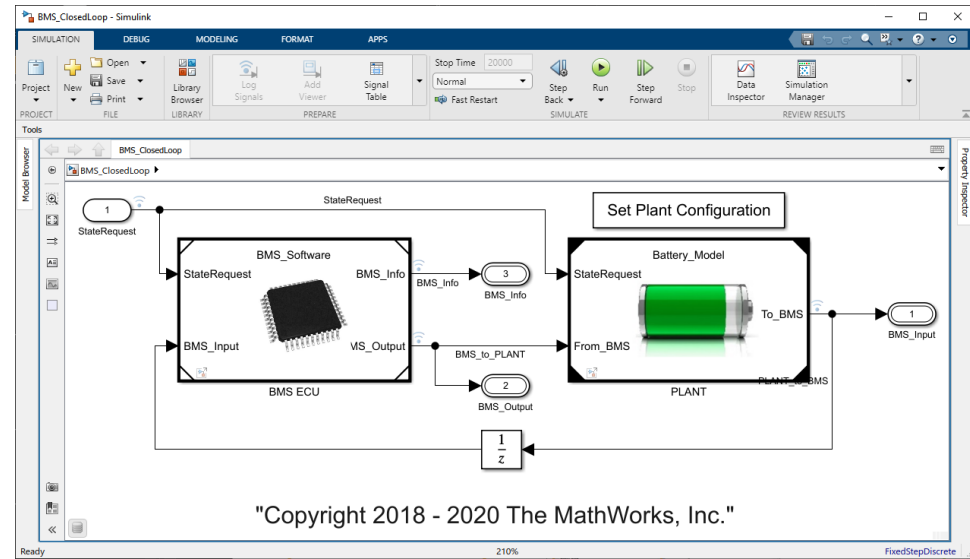 BMS_ClosedLoop - Simulink
SIMULATION DEBUG MODELING FORMAT APPS
Project
New
Open
Save
Print
Library
Browser
Log
Signals
Add
Viewer
Signal
Table
Stop Time 20000
Normal
Fast Restart
Step
Back
Run
Step
Forward
Stop
Data
Inspector
Simulation
Manager
PROJECT FILE LIBRARY PREPARE SIMULATE REVIEW RESULTS
Tools
Model Browser
Property Inspector
BMS_ClosedLoop
BMS_ClosedLoop
1
StateRequest
StateRequest
Set Plant Configuration
BMS_Software
StateRequest
BMS_Info
BMS_Input
MS_Output
BMS ECU
BMS_Info
3
BMS_Info
BMS_to_PLANT
2
BMS_Output
Battery_Model
StateRequest
To_BMS
From_BMS
PLANT
PLANT_to_BMS
1
BMS_Input
1
z
"Copyright 2018 - 2020 The MathWorks, Inc."
Ready 210% FixedStepDiscrete